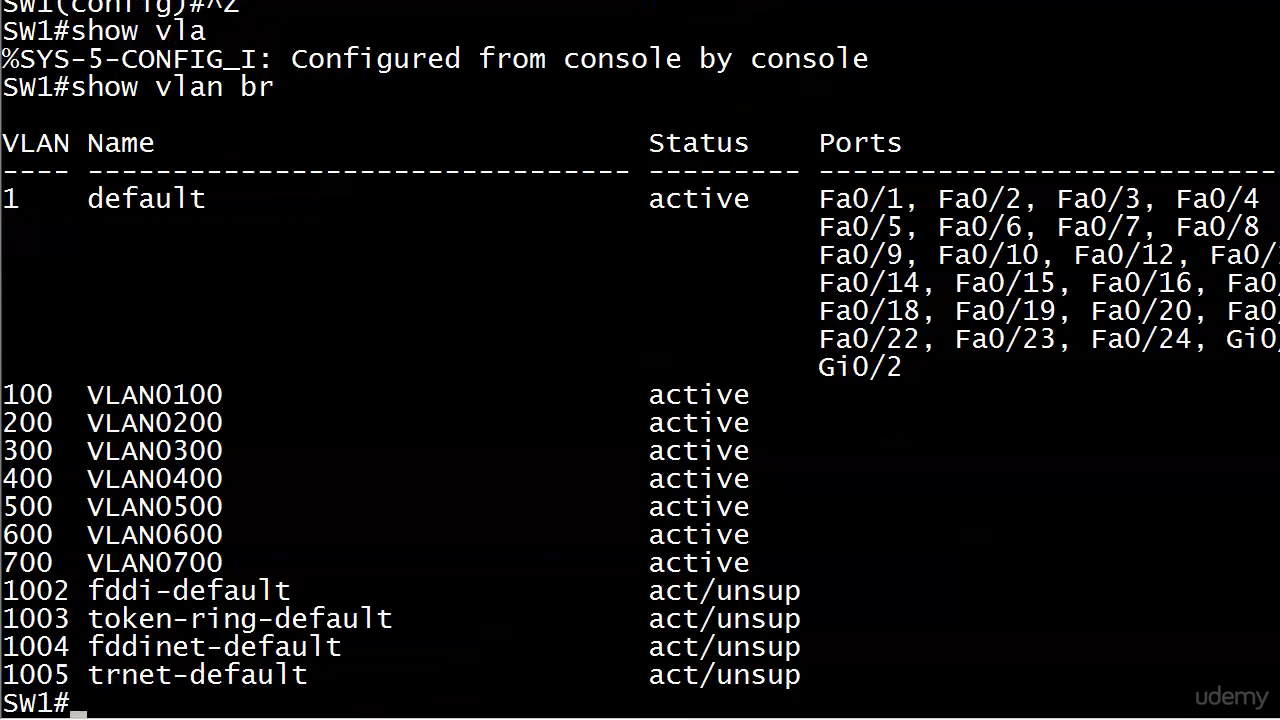 SW1(config)#^Z
SW1#show vla
%SYS-5-CONFIG_I: Configured from console by console
SW1#show vlan br
VLAN Name Status Ports
---- -------------------------------- --------- ---------------------------
1 default active Fa0/1, Fa0/2, Fa0/3, Fa0/4
Fa0/5, Fa0/6, Fa0/7, Fa0/8
Fa0/9, Fa0/10, Fa0/12, Fa0/
Fa0/14, Fa0/15, Fa0/16, Fa0/
Fa0/18, Fa0/19, Fa0/20, Fa0/
Fa0/22, Fa0/23, Fa0/24, Gi0/
Gi0/2
100 VLAN0100 active
200 VLAN0200 active
300 VLAN0300 active
400 VLAN0400 active
500 VLAN0500 active
600 VLAN0600 active
700 VLAN0700 active
1002 fddi-default act/unsup
1003 token-ring-default act/unsup
1004 fddinet-default act/unsup
1005 trnet-default act/unsup
SW1#
udemy